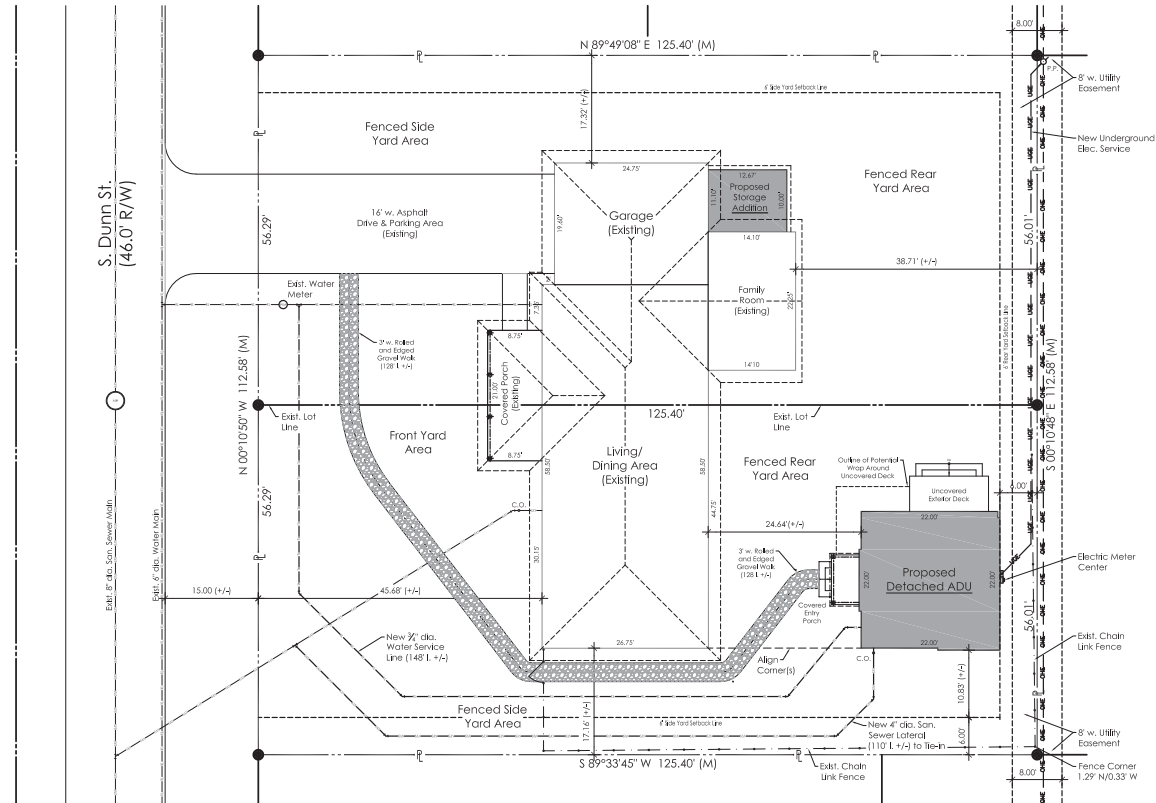 8.00'
N 89°49'08" E 125.40' (M)
P.P.
8' w. Utility
Easement
6' Side Yard Setback Line
17.32' (+/-)
UGE
OHE
Fenced Side
Yard Area
New Underground
Elec. Service
Fenced Rear
Yard Area
24.75'
12.67'
Proposed
Storage
Addition
11.10'
10.00'
S. Dunn St.
(46.0' R/W)
16' w. Asphalt
Drive & Parking Area
(Existing)
56.29'
Garage
(Existing)
19.60'
14.10'
56.01'
38.71' (+/-)
Exist. Water
Meter
7.35'
Family
Room
(Existing)
22.25'
8.75'
3' w. Rolled
and Edged
Gravel Walk
(128' l. +/-)
6' Rear Yard Setback Line
N 00°10'50" W 112.58' (M)
S 00°10'48" E 112.58' (M)
14'10
21.00'
Covered Porch
(Existing)
125.40'
Exist. Lot
Line
Exist. Lot
Line
Front Yard
Area
8.75'
58.50'
58.50'
Living/
Dining Area
(Existing)
Fenced Rear
Yard Area
Outline of Potential
Wrap Around
Uncovered Deck
Uncovered
Exterior Deck
6.00'
56.29'
C.O.
44.75'
22.00'
24.64'(+/-)
Exist. 8" dia. San. Sewer Main
Exist. 6" dia. Water Main
30.15'
3' w. Rolled
and Edged
Gravel Walk
(128 l. +/-)
22.00'
Proposed
Detached ADU
22.00'
Electric Meter
Center
15.00 (+/-)
45.68' (+/-)
Covered
Entry
Porch
56.01'
New ¾" dia.
Water Service
Line (148' l. +/-)
26.75'
22.00'
Exist. Chain
Link Fence
Align
Corner(s)
C.O.
10.83' (+/-)
Fenced Side
Yard Area
17.16' (+/-)
6' Side Yard Setback Line
New 4" dia. San.
Sewer Lateral
(110' l. +/-) to Tie-in
6.00'
8' w. Utility
Easement
S 89°33'45" W 125.40' (M)
Exist. Chain
Link Fence
8.00'
Fence Corner
1.29' N/0.33' W